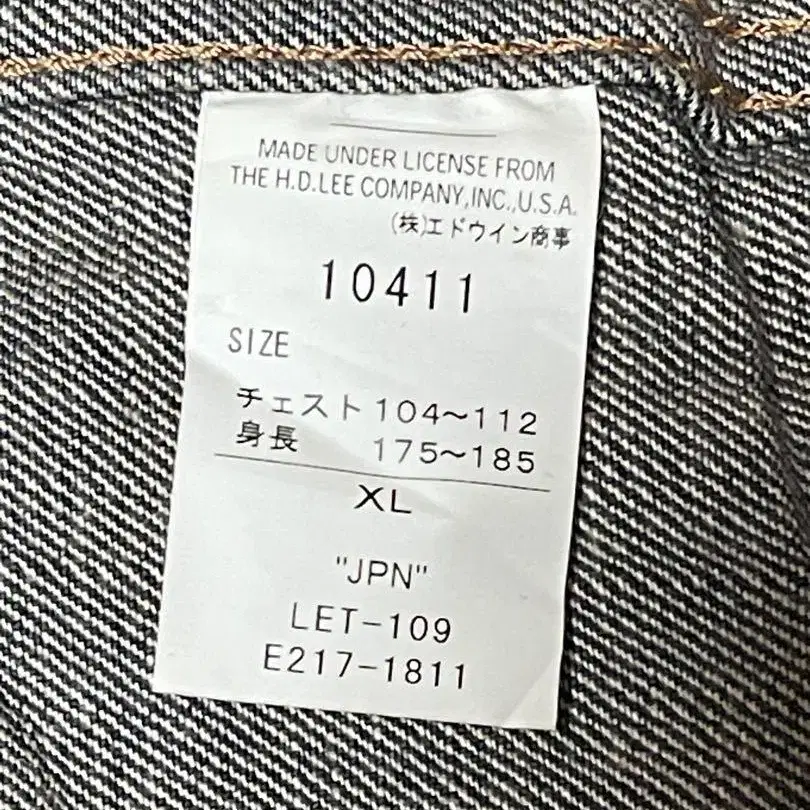 MADE UNDER LICENSE FROM
THE H.D.LEE COMPANY,INC.,U.S.A.
(株)エドウイン商事
10411
SIZE
チェスト 104～112
身長 175～185
XL
"JPN"
LET-109
E217-1811